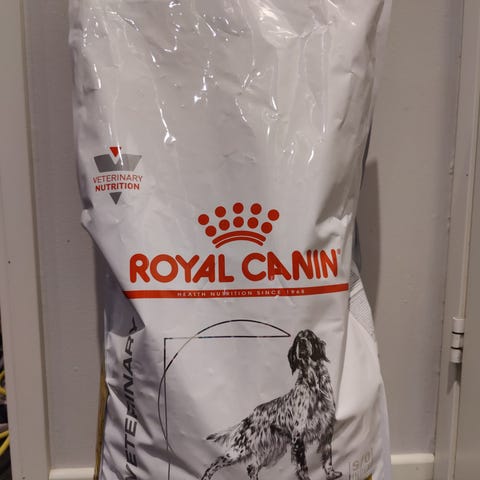 VETERINARY
NUTRITION
ROYAL CANIN
HEALTH NUTRITION SINCE 1968
VETERINARY
s/o